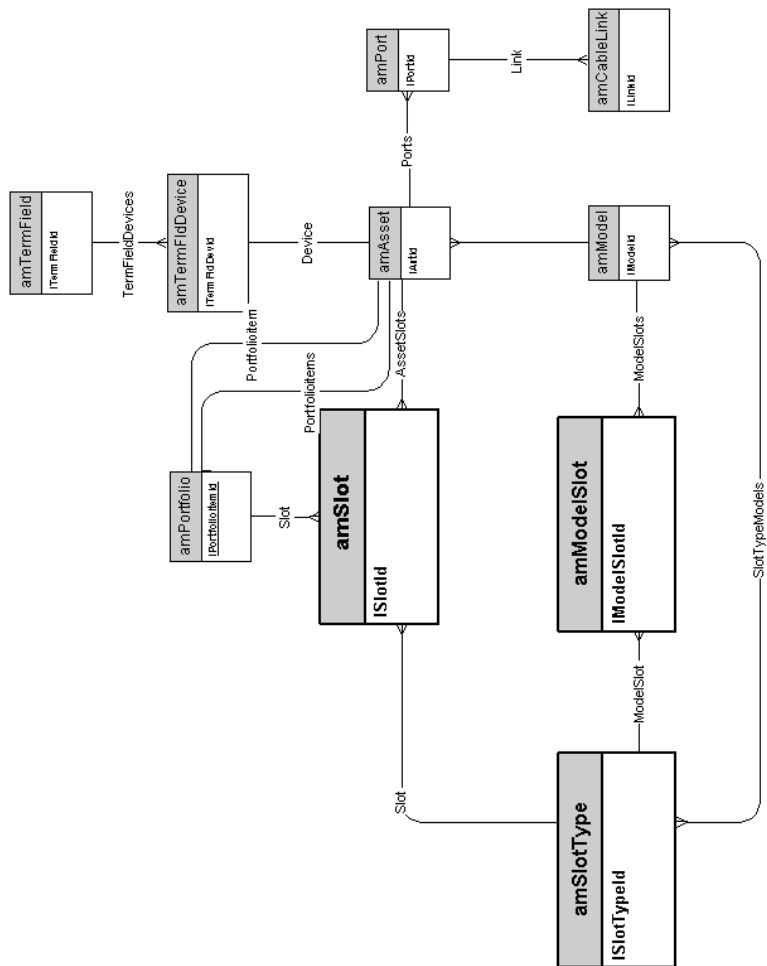 amTermField
lTermFieldId
TermFieldDevices
amTermFldDevice
lTermFldDevId
amPortfolio
lPortfolioItemId
Portfolioitem
Slot
Device
Portfolioitems
amSlot
lSlotId
amAsset
lAstId
amPort
lPortId
Slot
AssetSlots
Ports
Link
amSlotType
lSlotTypeId
amModelSlot
lModelSlotId
amModel
lModelId
amCableLink
lLinkId
ModelSlot
ModelSlots
SlotTypeModels